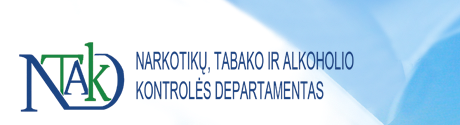 NTAKD
NARKOTIKŲ, TABAKO IR ALKOHOLIO
KONTROLĖS DEPARTAMENTAS